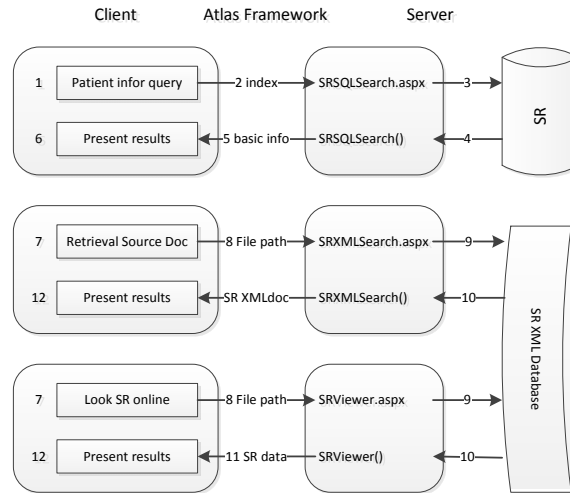 Client Atlas Framework Server
1 Patient infor query 2 index SRSQLSearch.aspx 3
6 Present results 5 basic info SRSQLSearch() 4
SR
7 Retrieval Source Doc 8 File path SRXMLSearch.aspx 9
12 Present results SR XMLdoc SRXMLSearch() 10
SR XML Database
7 Look SR online 8 File path SRViewer.aspx 9
12 Present results 11 SR data SRViewer() 10